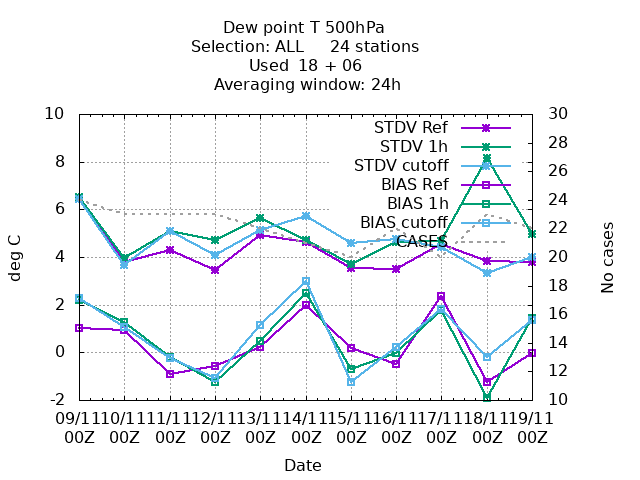 Dew point T 500hPa
Selection: ALL 24 stations
Used 18 + 06
Averaging window: 24h
STDV Ref
STDV 1h
STDV cutoff
BIAS Ref
BIAS 1h
BIAS cutoff
CASES
deg C
10
8
6
4
2
0
-2
No cases
30
28
26
24
22
20
18
16
14
12
10
09/11 10/11 11/11 12/11 13/11 14/11 15/11 16/11 17/11 18/11 19/11
00Z 00Z 00Z 00Z 00Z 00Z 00Z 00Z 00Z 00Z 00Z
Date